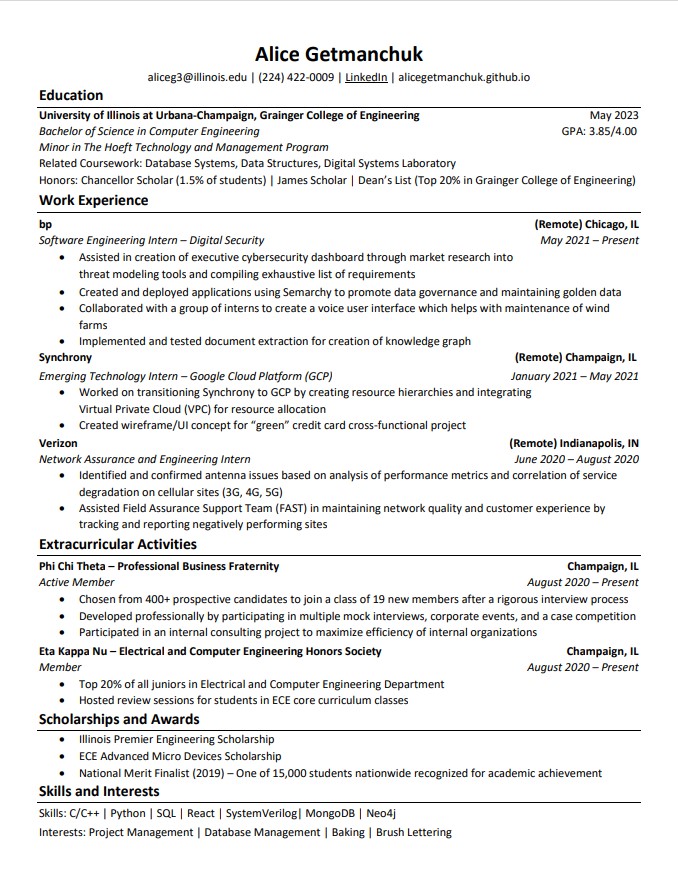 Alice Getmanchuk
aliceg3@illinois.edu | (224) 422-0009 | LinkedIn | alicegetmanchuk.github.io
Education
University of Illinois at Urbana-Champaign, Grainger College of Engineering May 2023
Bachelor of Science in Computer Engineering GPA: 3.85/4.00
Minor in The Hoeft Technology and Management Program
Related Coursework: Database Systems, Data Structures, Digital Systems Laboratory
Honors: Chancellor Scholar (1.5% of students) | James Scholar | Dean's List (Top 20% in Grainger College of Engineering)
Work Experience
bp (Remote) Chicago, IL
Software Engineering Intern – Digital Security May 2021 – Present
• Assisted in creation of executive cybersecurity dashboard through market research into
threat modeling tools and compiling exhaustive list of requirements
• Created and deployed applications using Semarchy to promote data governance and maintaining golden data
• Collaborated with a group of interns to create a voice user interface which helps with maintenance of wind
farms
• Implemented and tested document extraction for creation of knowledge graph
Synchrony (Remote) Champaign, IL
Emerging Technology Intern – Google Cloud Platform (GCP) January 2021 – May 2021
• Worked on transitioning Synchrony to GCP by creating resource hierarchies and integrating
Virtual Private Cloud (VPC) for resource allocation
• Created wireframe/UI concept for “green” credit card cross-functional project
Verizon (Remote) Indianapolis, IN
Network Assurance and Engineering Intern June 2020 – August 2020
• Identified and confirmed antenna issues based on analysis of performance metrics and correlation of service
degradation on cellular sites (3G, 4G, 5G)
• Assisted Field Assurance Support Team (FAST) in maintaining network quality and customer experience by
tracking and reporting negatively performing sites
Extracurricular Activities
Phi Chi Theta – Professional Business Fraternity Champaign, IL
Active Member August 2020 – Present
• Chosen from 400+ prospective candidates to join a class of 19 new members after a rigorous interview process
• Developed professionally by participating in multiple mock interviews, corporate events, and a case competition
• Participated in an internal consulting project to maximize efficiency of internal organizations
Eta Kappa Nu – Electrical and Computer Engineering Honors Society Champaign, IL
Member August 2020 – Present
• Top 20% of all juniors in Electrical and Computer Engineering Department
• Hosted review sessions for students in ECE core curriculum classes
Scholarships and Awards
• Illinois Premier Engineering Scholarship
• ECE Advanced Micro Devices Scholarship
• National Merit Finalist (2019) – One of 15,000 students nationwide recognized for academic achievement
Skills and Interests
Skills: C/C++ | Python | SQL | React | SystemVerilog| MongoDB | Neo4j
Interests: Project Management | Database Management | Baking | Brush Lettering